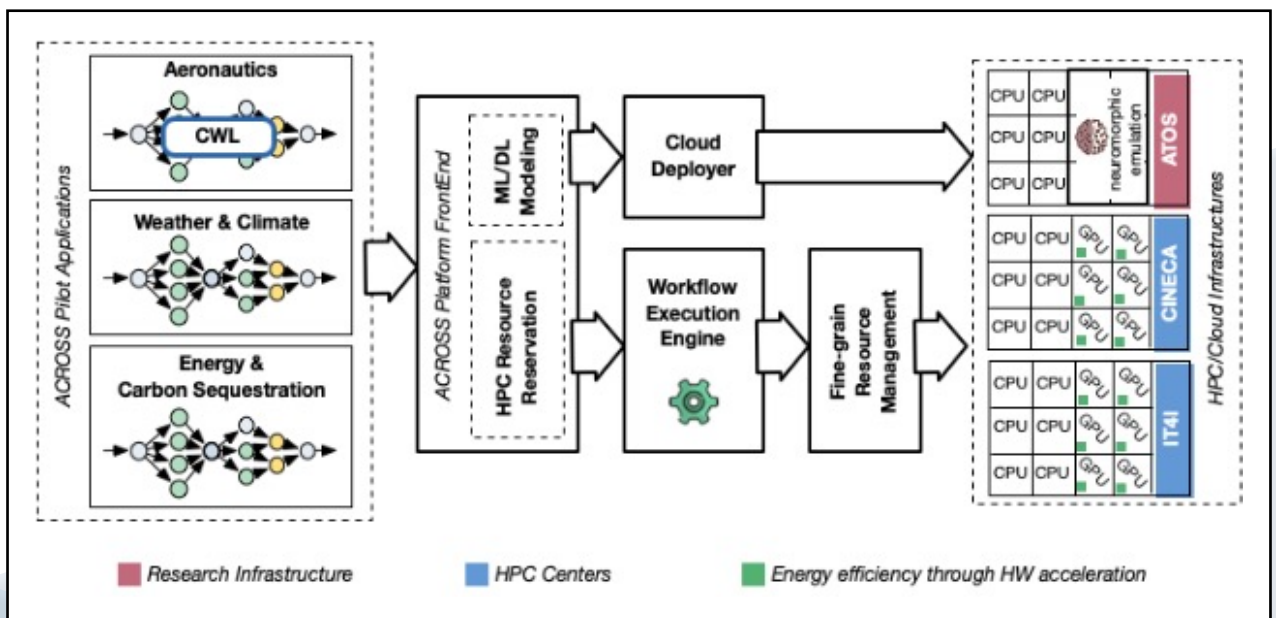 ACROSS Pilot Applications
Aeronautics
CWL
Weather & Climate
Energy &
Carbon Sequestration
ACROSS Platform FrontEnd
ML/DL
Modeling
HPC Resource
Reservation
Cloud
Deployer
Workflow
Execution
Engine
Fine-grain
Resource
Management
CPU CPU
CPU CPU
CPU CPU
neuromorphic
emulation
ATOS
CPU CPU GPU GPU
CPU CPU GPU GPU
CPU CPU GPU GPU
CINECA
CPU CPU GPU GPU
CPU CPU GPU GPU
CPU CPU GPU GPU
IT4I
HPC/Cloud Infrastructures
Research Infrastructure
HPC Centers
Energy efficiency through HW acceleration